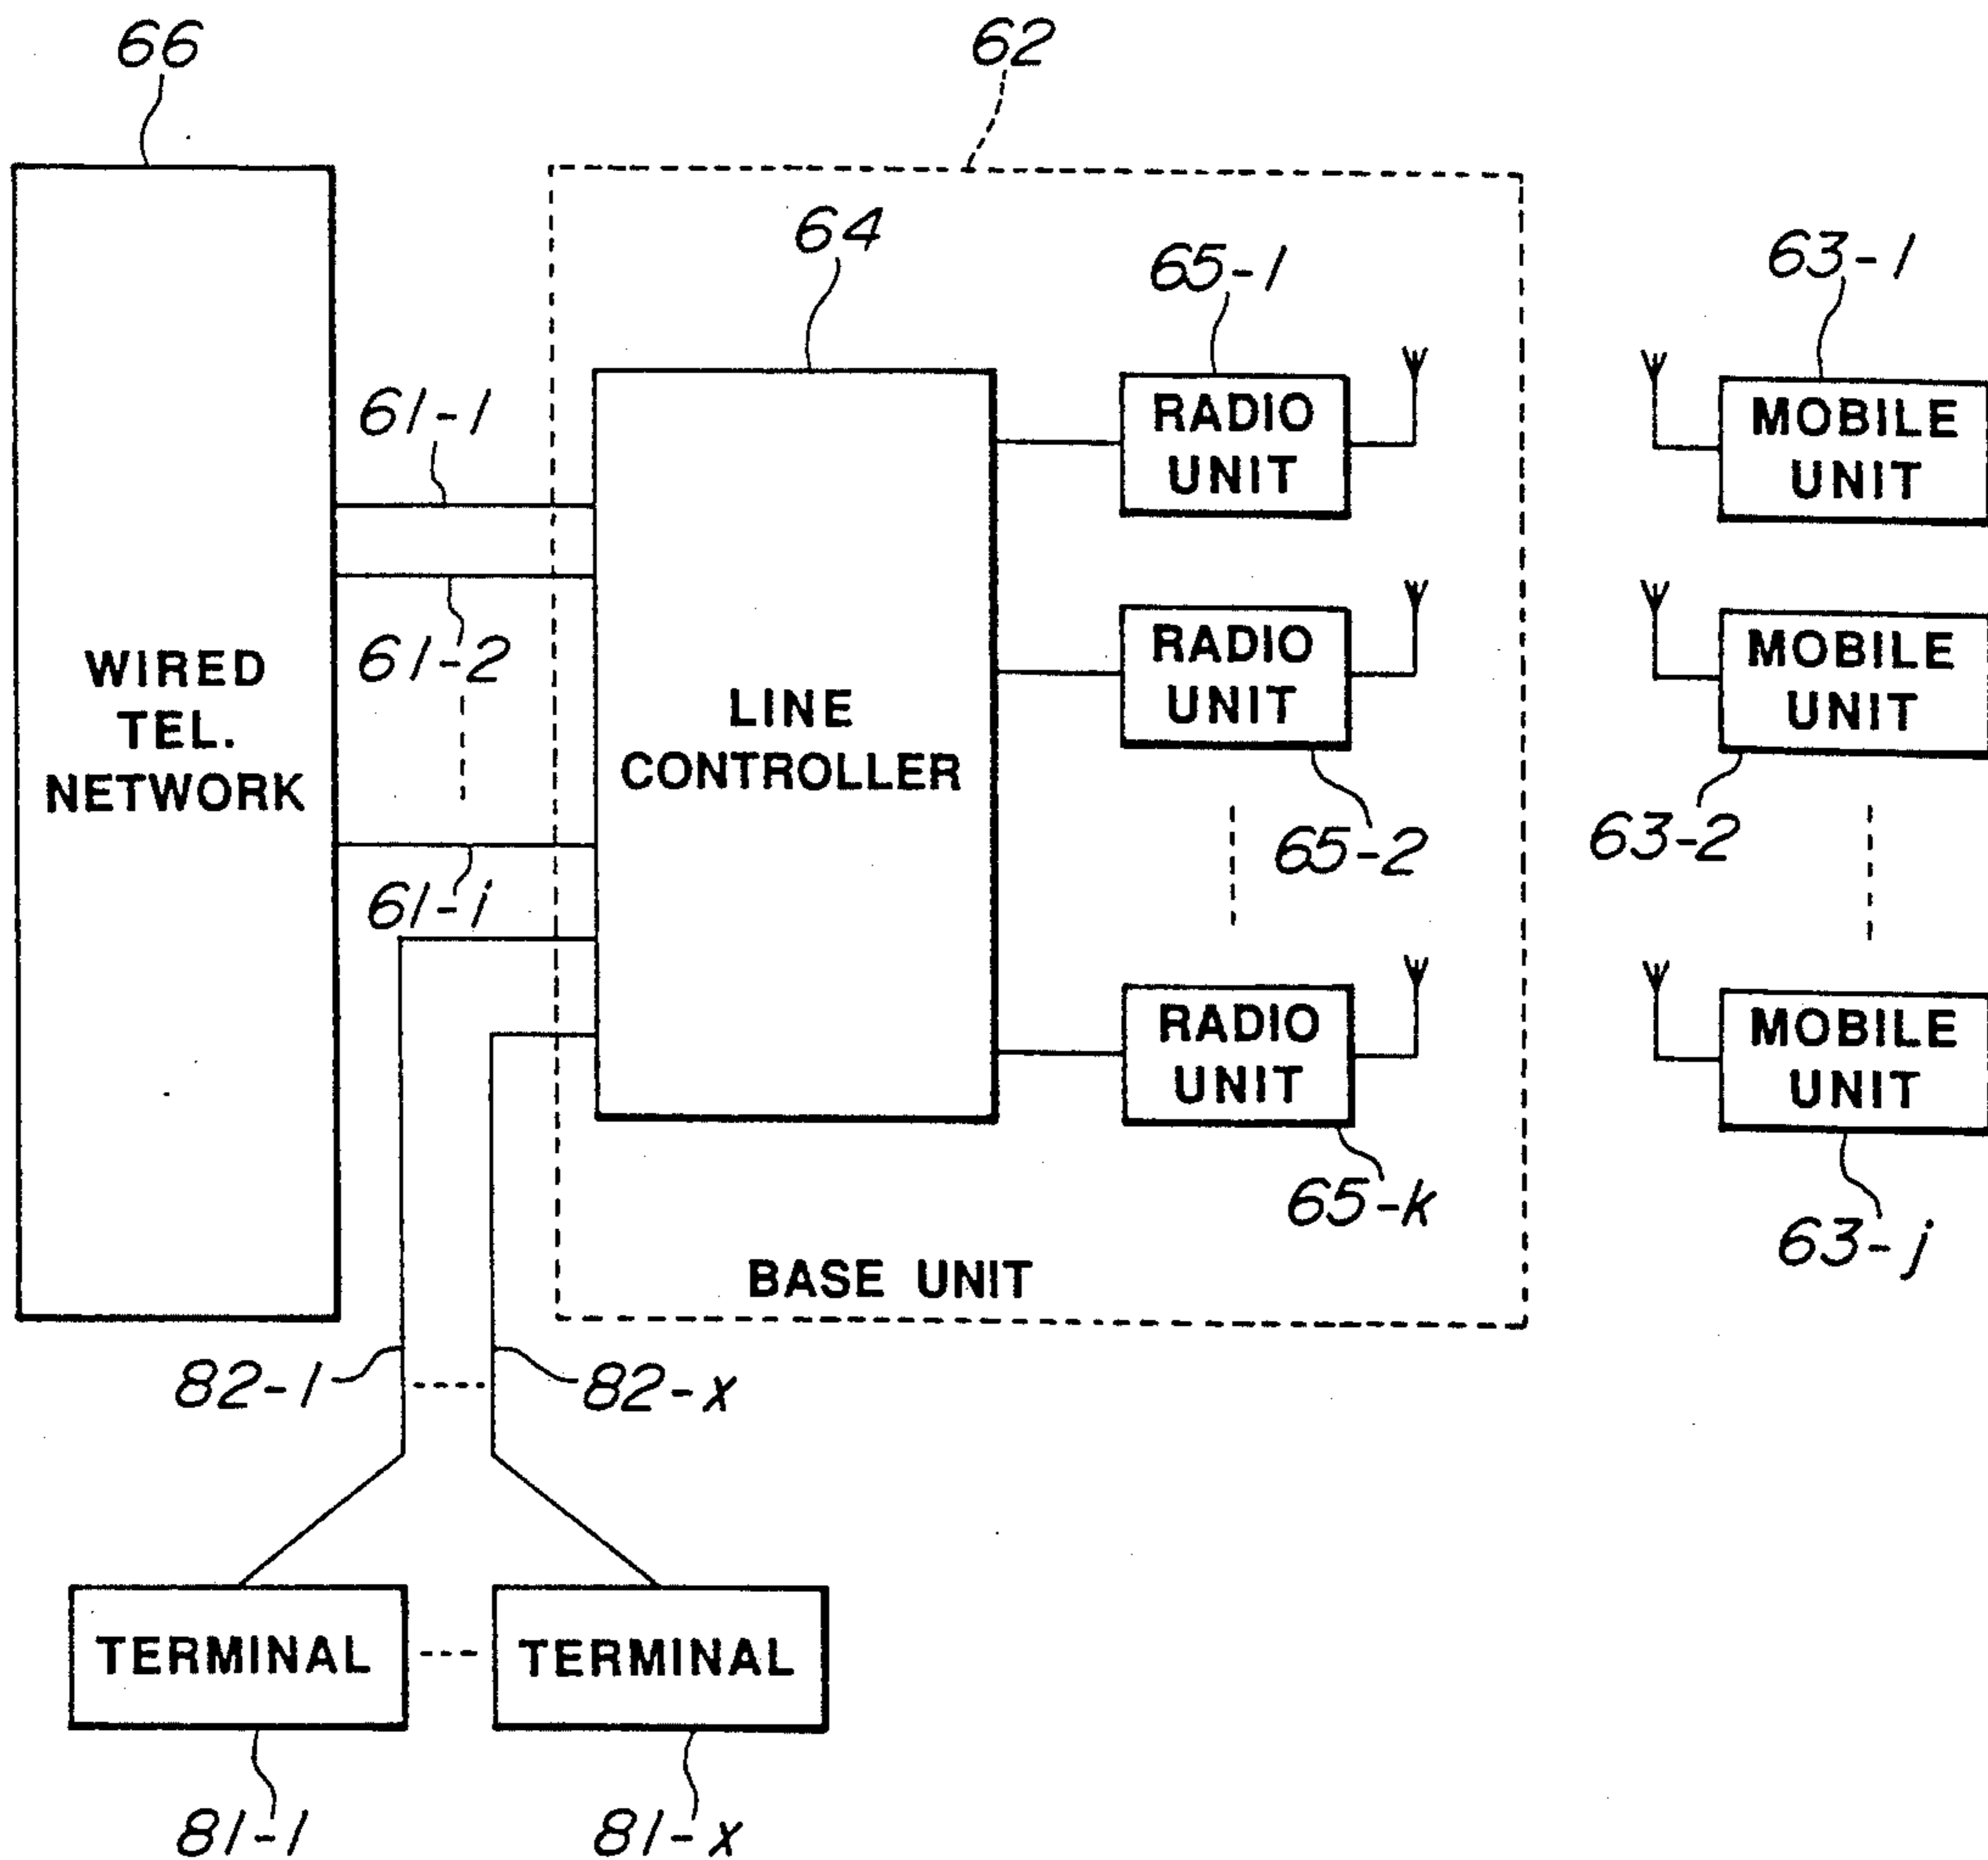 66
62
64
65-1
63-1
61-1
RADIO
UNIT
MOBILE
UNIT
61-2
WIRED
TEL.
NETWORK
LINE
CONTROLLER
RADIO
UNIT
MOBILE
UNIT
65-2
63-2
61-i
RADIO
UNIT
MOBILE
UNIT
65-k
63-j
BASE UNIT
82-1
82-x
TERMINAL
TERMINAL
81-1
81-x